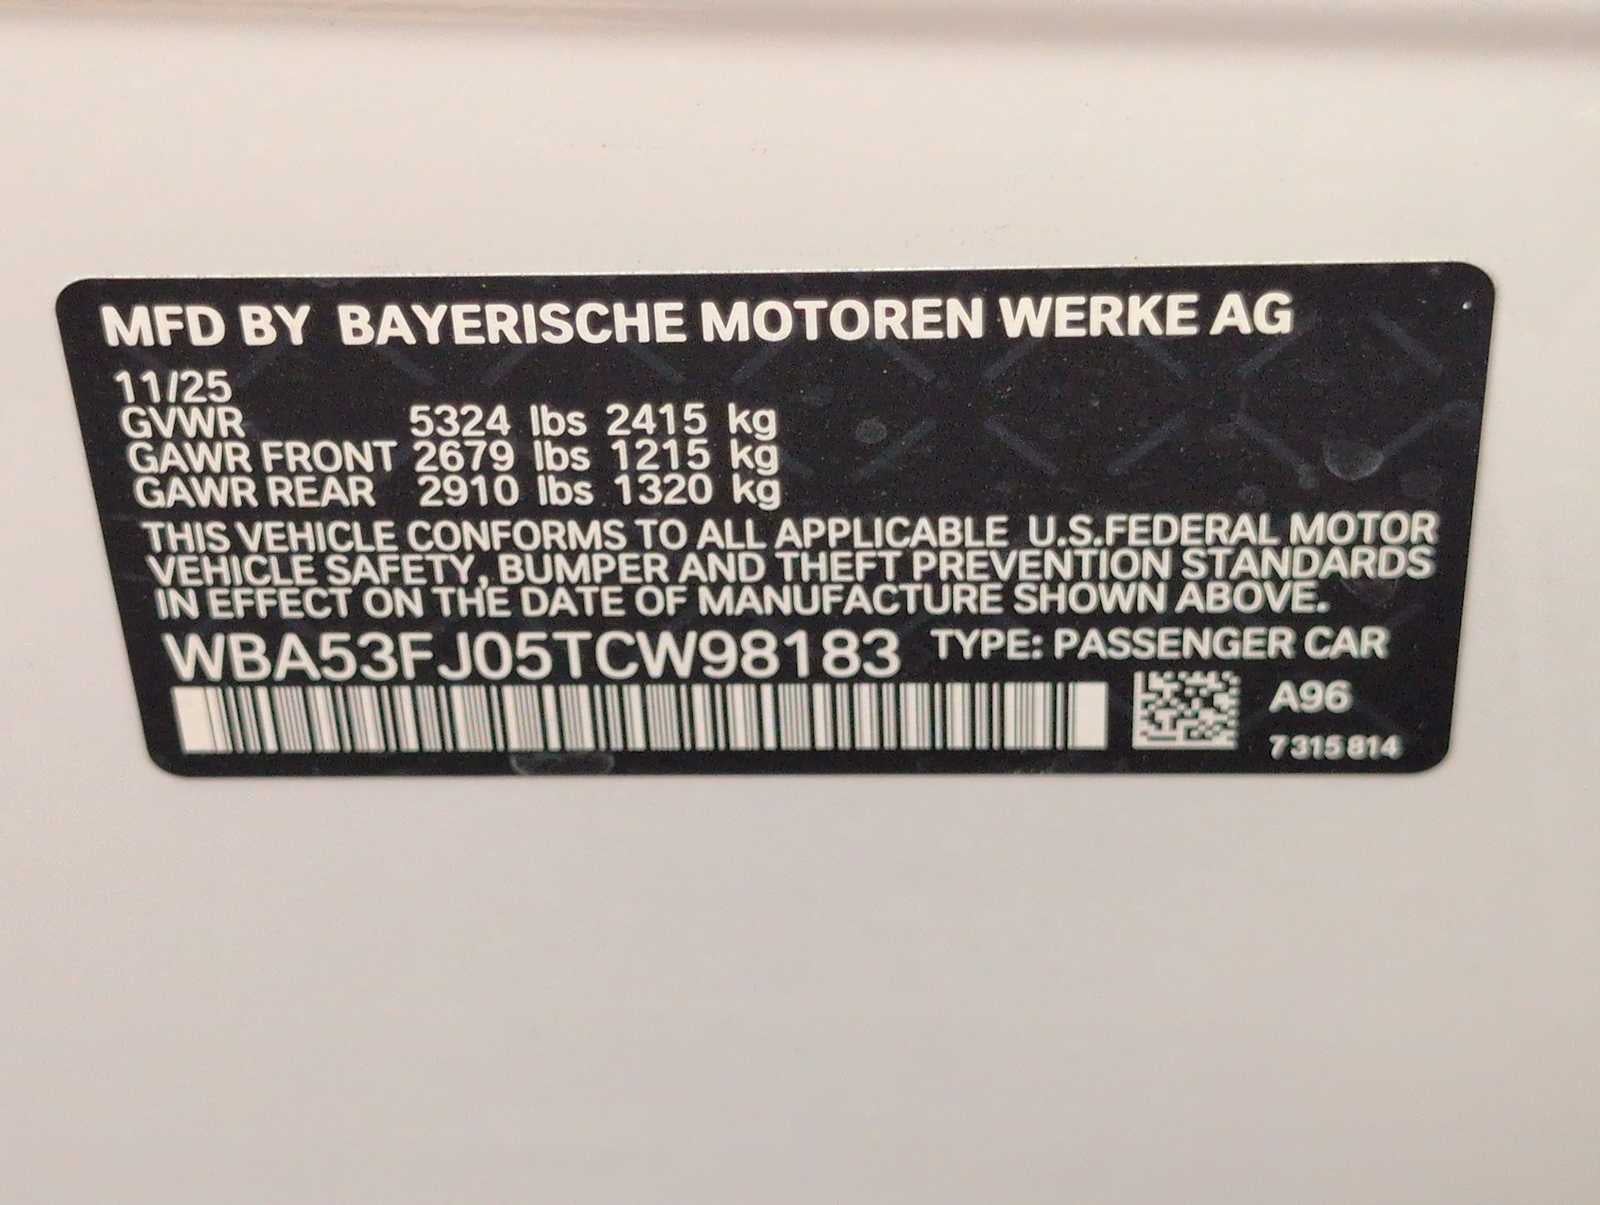 MFD BY BAYERISCHE MOTOREN WERKE AG
11/25
GVWR 5324 lbs 2415 kg
GAWR FRONT 2679 lbs 1215 kg
GAWR REAR 2910 lbs 1320 kg
THIS VEHICLE CONFORMS TO ALL APPLICABLE U.S.FEDERAL MOTOR
VEHICLE SAFETY, BUMPER AND THEFT PREVENTION STANDARDS
IN EFFECT ON THE DATE OF MANUFACTURE SHOWN ABOVE.
WBA53FJ05TCW98183 TYPE: PASSENGER CAR
A96
7 315 814